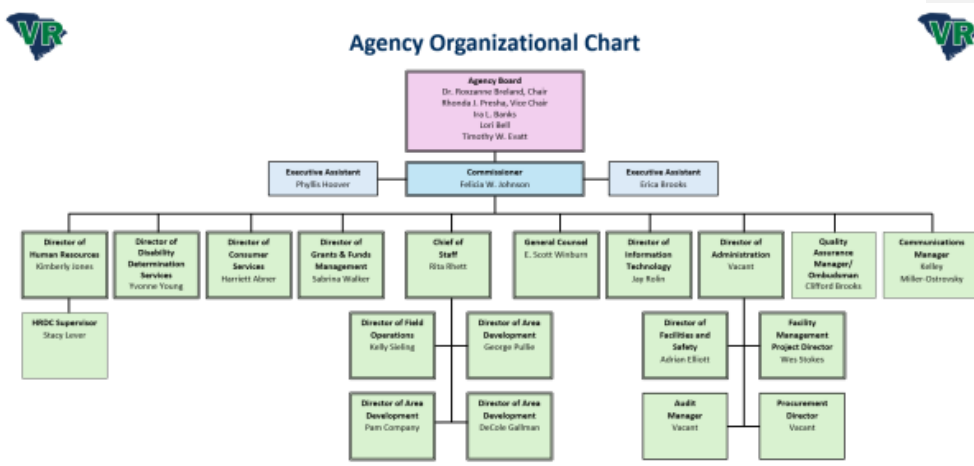 VR
VR
Agency Organizational Chart
Agency Board
Dr. Roxzanne Breland, Chair
Rhonda J. Presha, Vice Chair
Ira L. Banks
Lori Bell
Timothy W. Evatt
Executive Assistant
Phyllis Hoover
Commissioner
Felicia W. Johnson
Executive Assistant
Erica Brooks
Director of
Human Resources
Kimberly Jones
Director of
Disability
Determination
Services
Yvonne Young
Director of
Consumer
Services
Harriett Abner
Director of
Grants & Funds
Management
Sabrina Walker
Chief of
Staff
Rita Rhett
General Counsel
E. Scott Winburn
Director of
Information
Technology
Jay Rolin
Director of
Administration
Vacant
Quality
Assurance
Manager/
Ombudsman
Clifford Brooks
Communications
Manager
Kelley
Miller-Ostrovsky
HRDC Supervisor
Stacy Lever
Director of Field
Operations
Kelly Sieling
Director of Area
Development
George Pullie
Director of
Facilities and
Safety
Adrian Elliott
Facility
Management
Project Director
Wes Stokes
Director of Area
Development
Pam Company
Director of Area
Development
DeCole Gallman
Audit
Manager
Vacant
Procurement
Director
Vacant